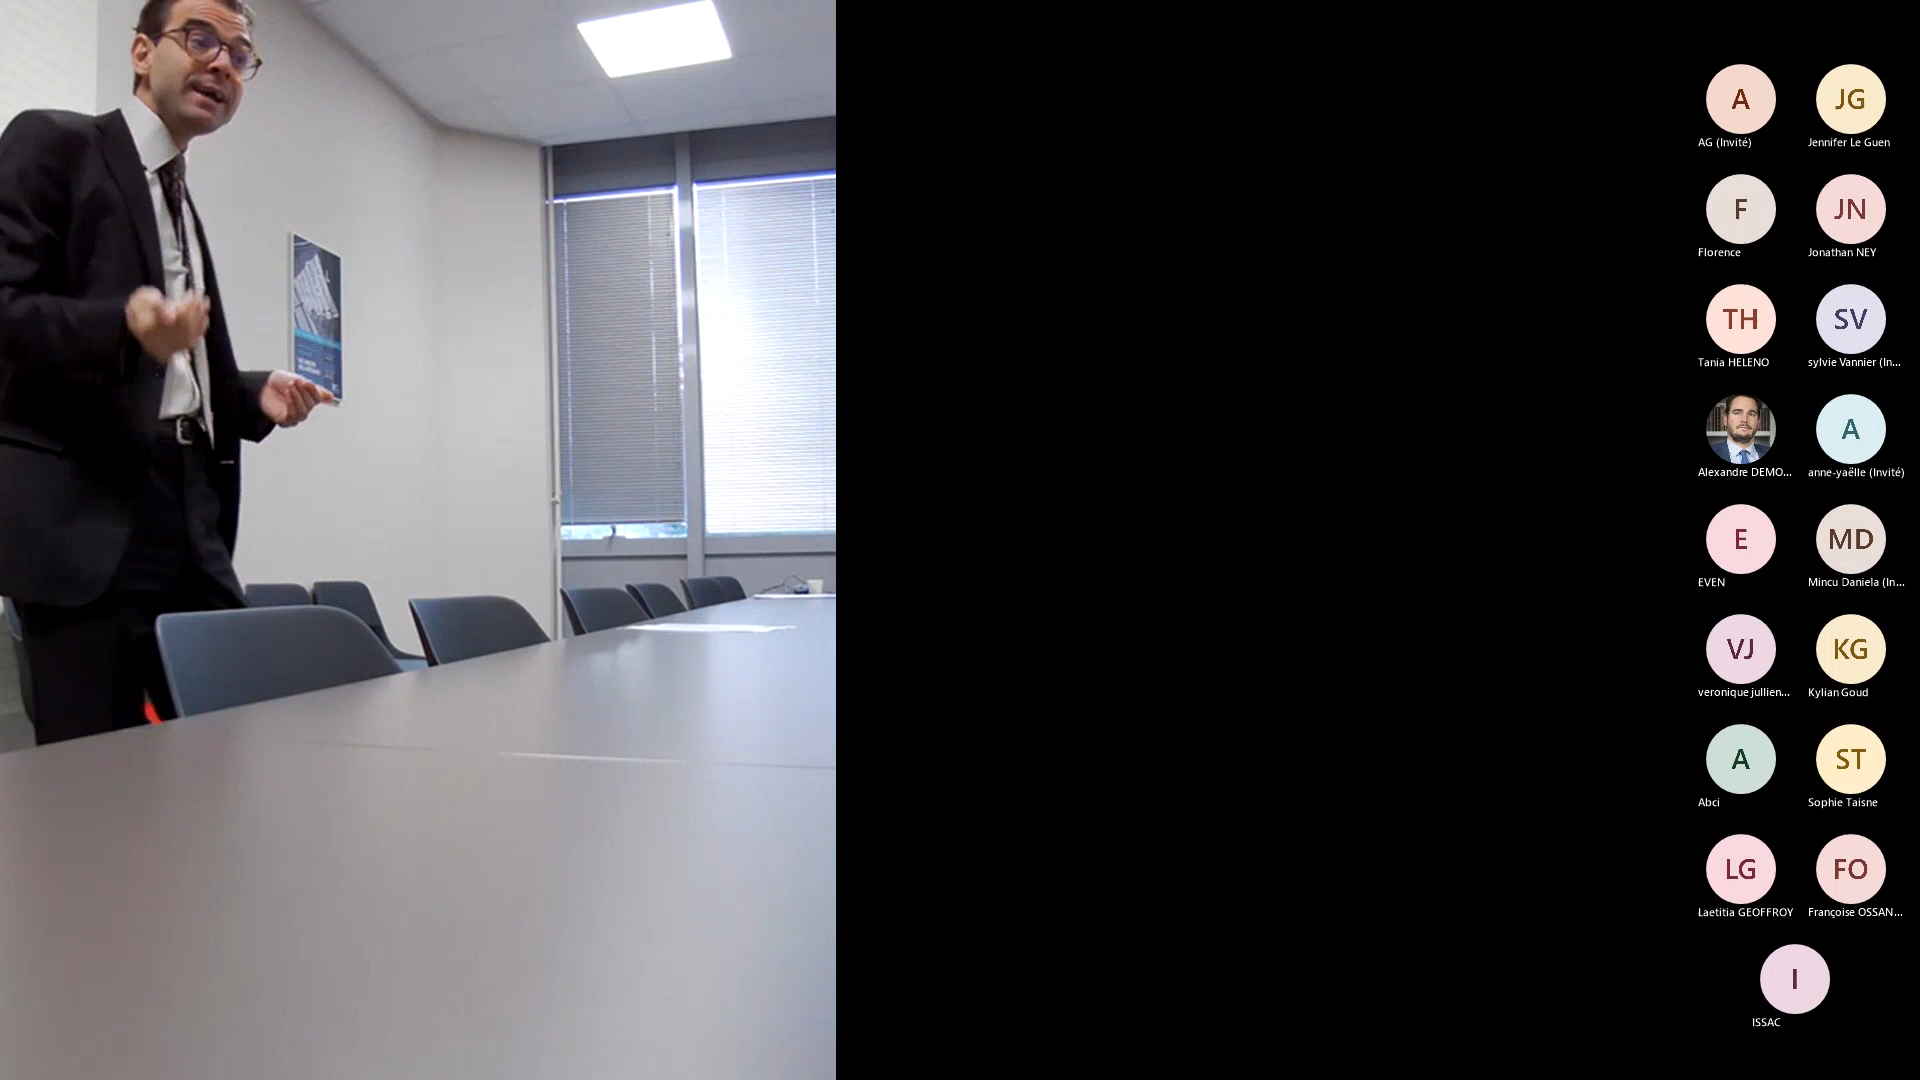 A
JG
AG (Invité)
Jennifer Le Guen
F
JN
Florence
Jonathan NEY
TH
SV
Tania HELENO
sylvie Vannier (In...
Alexandre DEMO...
A
anne-yaëlle (Invité)
E
MD
EVEN
Mincu Daniela (In...
VJ
KG
veronique jullien...
Kylian Goud
A
ST
Abci
Sophie Taisne
LG
FO
Laetitia GEOFFROY
Françoise OSSAN...
I
ISSAC